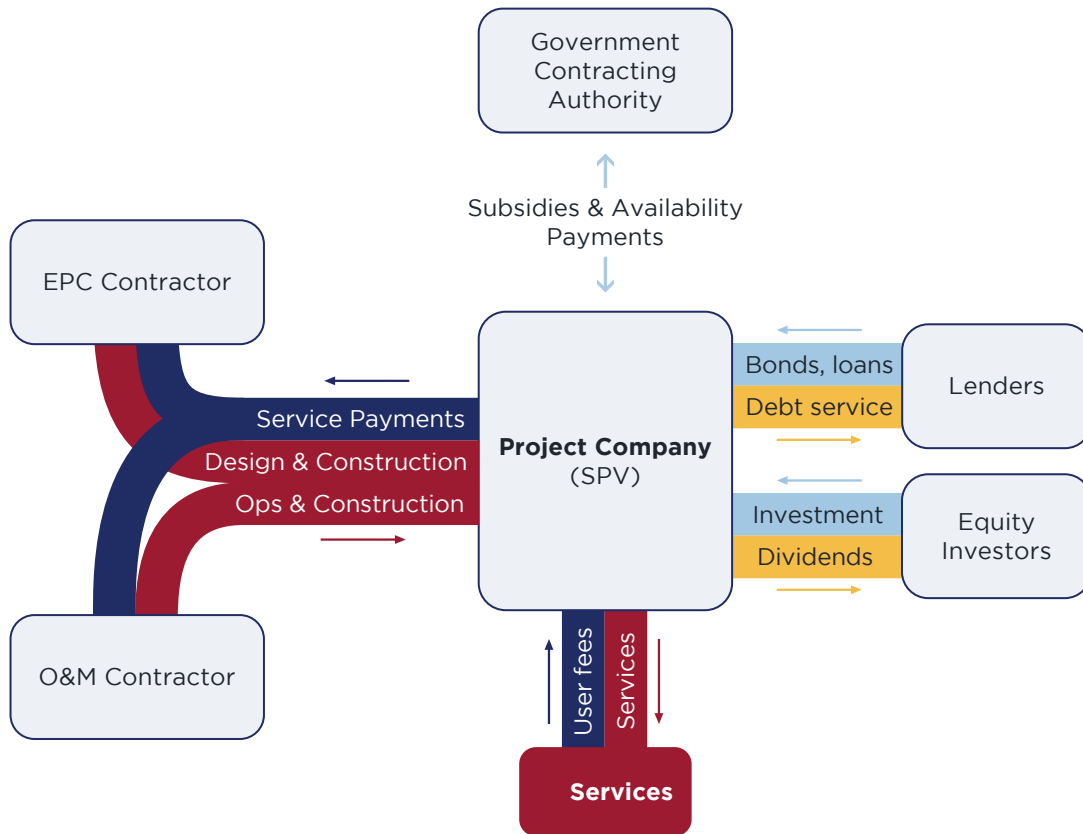 Government
Contracting
Authority
Subsidies & Availability
Payments
EPC Contractor
Service Payments
Design & Construction
Ops & Construction
O&M Contractor
Project Company
(SPV)
Bonds, loans
Debt service
Lenders
Investment
Dividends
Equity
Investors
User fees
Services
Services